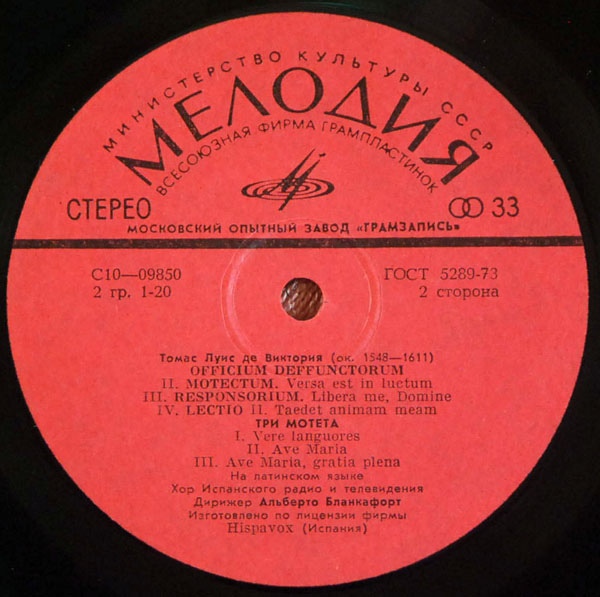 МИНИСТЕРСТВО КУЛЬТУРЫ СССР
МЕЛОДИЯ
ВСЕСОЮЗНАЯ ФИРМА ГРАМПЛАСТИНОК
СТЕРЕО
33
МОСКОВСКИЙ ОПЫТНЫЙ ЗАВОД «ГРАМЗАПИСЬ»
С10—09850
ГОСТ 5289-73
2 гр. 1-20
2 сторона
Томас Луис де Виктория (ок. 1548—1611)
OFFICIUM DEFFUNCTORUM
II. MOTECTUM. Versa est in luctum
III. RESPONSORIUM. Libera me, Domine
IV. LECTIO II. Taedet animam meam
ТРИ МОТЕТА
I. Vere languores
II. Ave Maria
III. Ave Maria, gratia plena
На латинском языке
Хор Испанского радио и телевидения
Дирижер Альберто Бланкафорт
Изготовлено по лицензии фирмы
Hispavox (Испания)